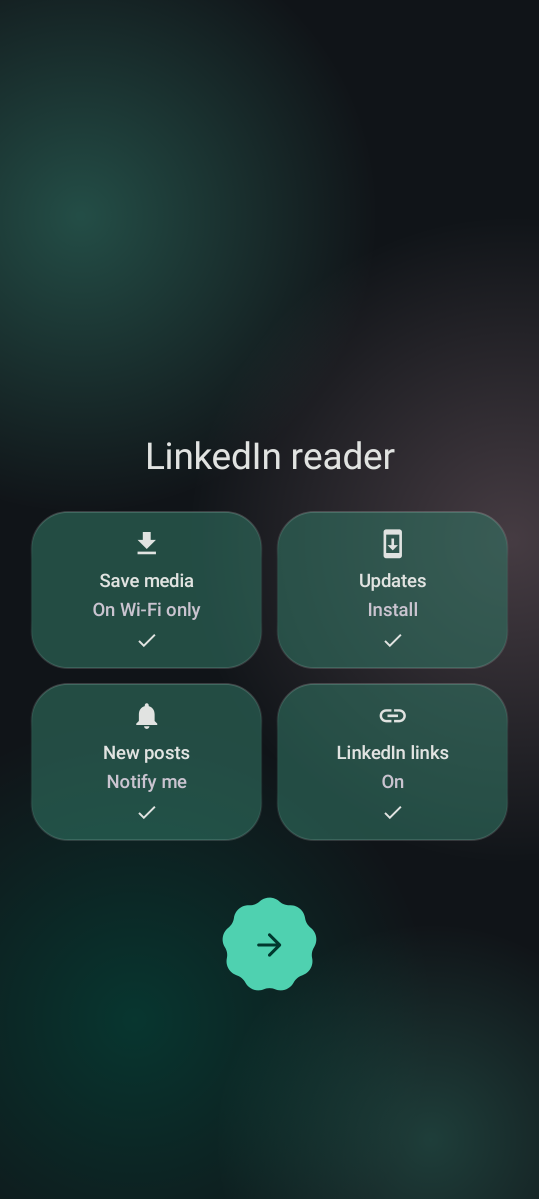 LinkedIn reader
Save media
On Wi-Fi only
Updates
Install
New posts
Notify me
LinkedIn links
On